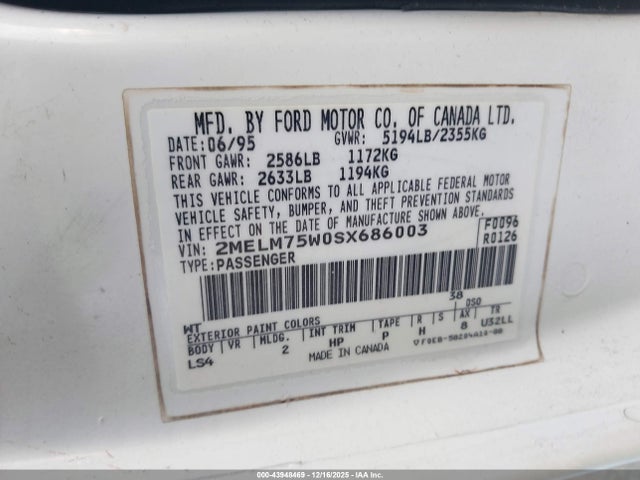 MFD. BY FORD MOTOR CO. OF CANADA LTD.
DATE: 06/95 GVWR: 5194LB/2355KG
FRONT GAWR: 2586LB 1172KG
REAR GAWR: 2633LB 1194KG
THIS VEHICLE CONFORMS TO ALL APPLICABLE FEDERAL MOTOR
VEHICLE SAFETY, BUMPER, AND THEFT PREVENTION STANDARDS
IN EFFECT ON THE DATE OF MANUFACTURE SHOWN ABOVE.
VIN: 2MELM75W0SX686003 F0096
TYPE: PASSENGER R0126
38
WT DSO
EXTERIOR PAINT COLORS
BODY VR MLDG. INT TRIM TAPE R S AX TR
LS4 2 HP P H 8 U32LL
MADE IN CANADA
000-43948469 12/16/2025 IAAI.COM